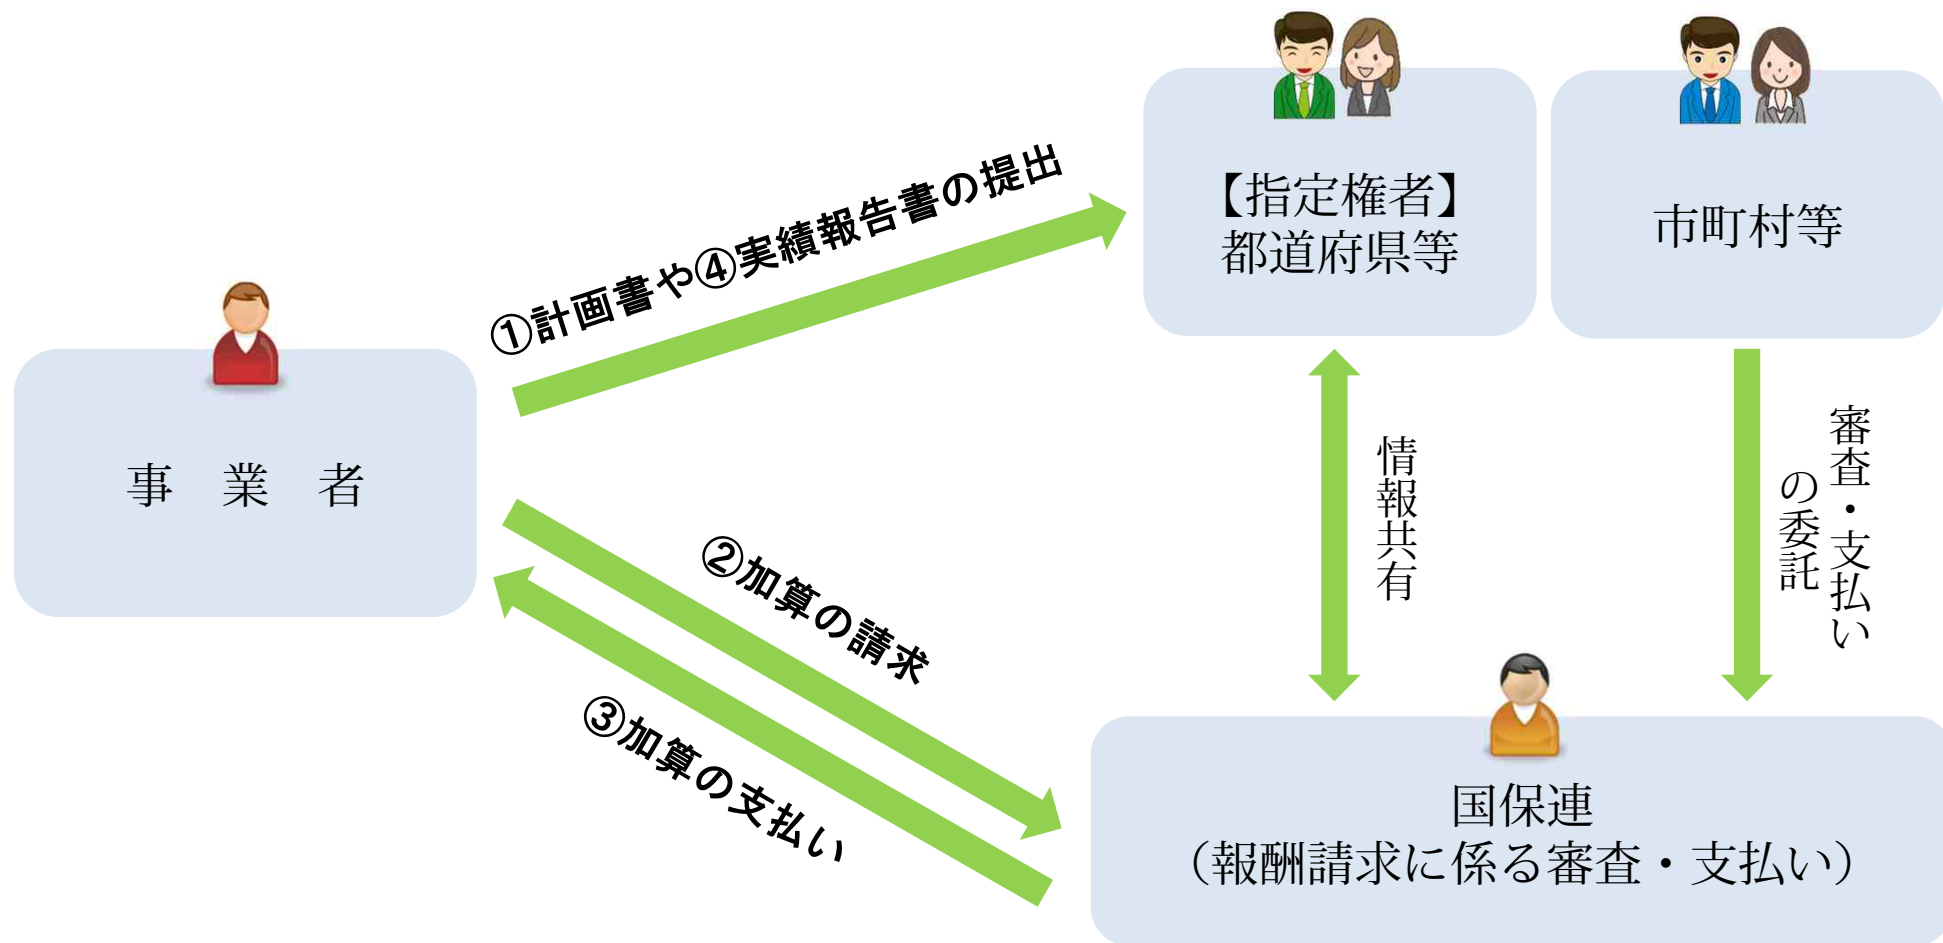 ①計画書や④実績報告書の提出
【指定権者】
都道府県等
市町村等
事　業　者
②加算の請求
③加算の支払い
情報共有
審査・支払い
の委託
国保連
（報酬請求に係る審査・支払い）